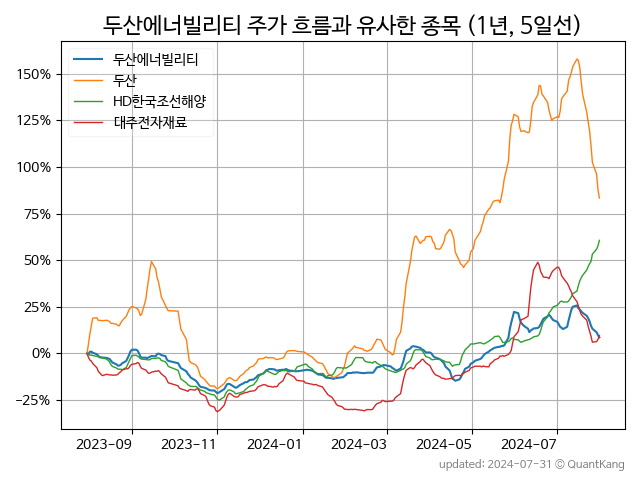 두산에너빌리티 주가 흐름과 유사한 종목 (1년, 5일선)
두산에너빌리티
두산
HD한국조선해양
대주전자재료
150%
125%
100%
75%
50%
25%
0%
−25%
2023-09 2023-11 2024-01 2024-03 2024-05 2024-07
updated: 2024-07-31 © QuantKang